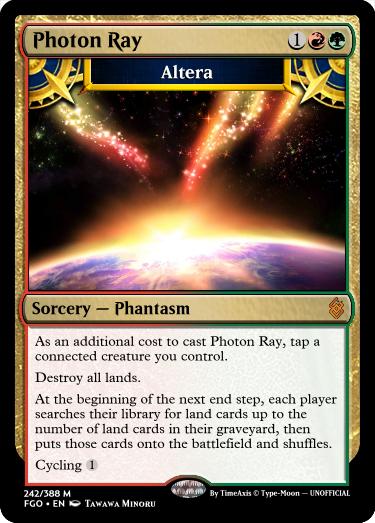 Photon Ray 1
Altera
Sorcery — Phantasm
As an additional cost to cast Photon Ray, tap a
connected creature you control.
Destroy all lands.
At the beginning of the next end step, each player
searches their library for land cards up to the
number of land cards in their graveyard, then
puts those cards onto the battlefield and shuffles.
Cycling 1
242/388 M
FGO • EN Tawawa Minoru
By TimeAxis © Type-Moon — UNOFFICIAL